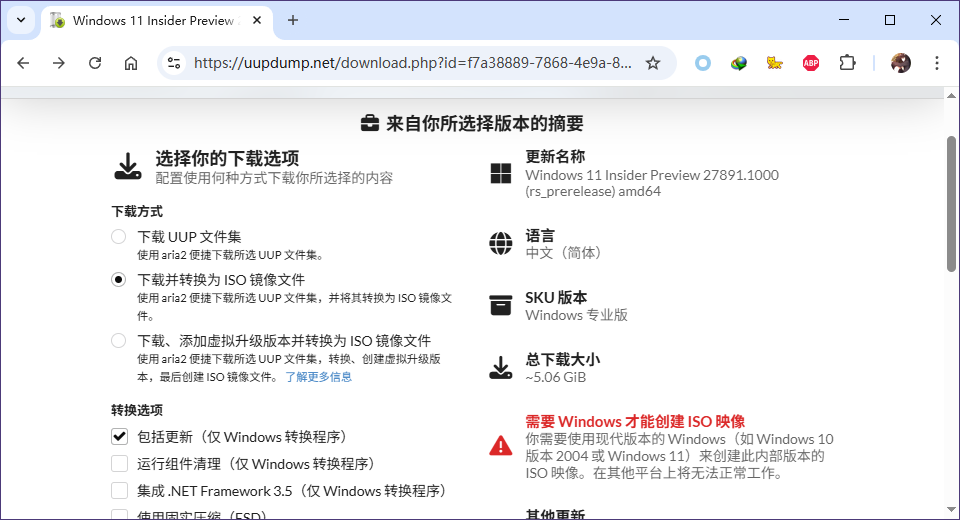 Windows 11 Insider Preview
https://uupdump.net/download.php?id=f7a38889-7868-4e9a-8...
ABP
来自你所选择版本的摘要
选择你的下载选项
配置使用何种方式下载你所选择的内容
下载方式
下载 UUP 文件集
使用 aria2 便捷下载所选 UUP 文件集。
下载并转换为 ISO 镜像文件
使用 aria2 便捷下载所选 UUP 文件集，并将其转换为 ISO 镜像文
件。
下载、添加虚拟升级版本并转换为 ISO 镜像文件
使用 aria2 便捷下载所选 UUP 文件集，转换、创建虚拟升级版
本，最后创建 ISO 镜像文件。 了解更多信息
转换选项
包括更新（仅 Windows 转换程序）
运行组件清理（仅 Windows 转换程序）
集成 .NET Framework 3.5（仅 Windows 转换程序）
使用固实压缩（ESD）
更新名称
Windows 11 Insider Preview 27891.1000
(rs_prerelease) amd64
语言
中文（简体）
SKU 版本
Windows 专业版
总下载大小
~5.06 GiB
需要 Windows 才能创建 ISO 映像
你需要使用现代版本的 Windows（如 Windows 10
版本 2004 或 Windows 11）来创建此内部版本的
ISO 映像。在其他平台上将无法正常工作。
其他更新